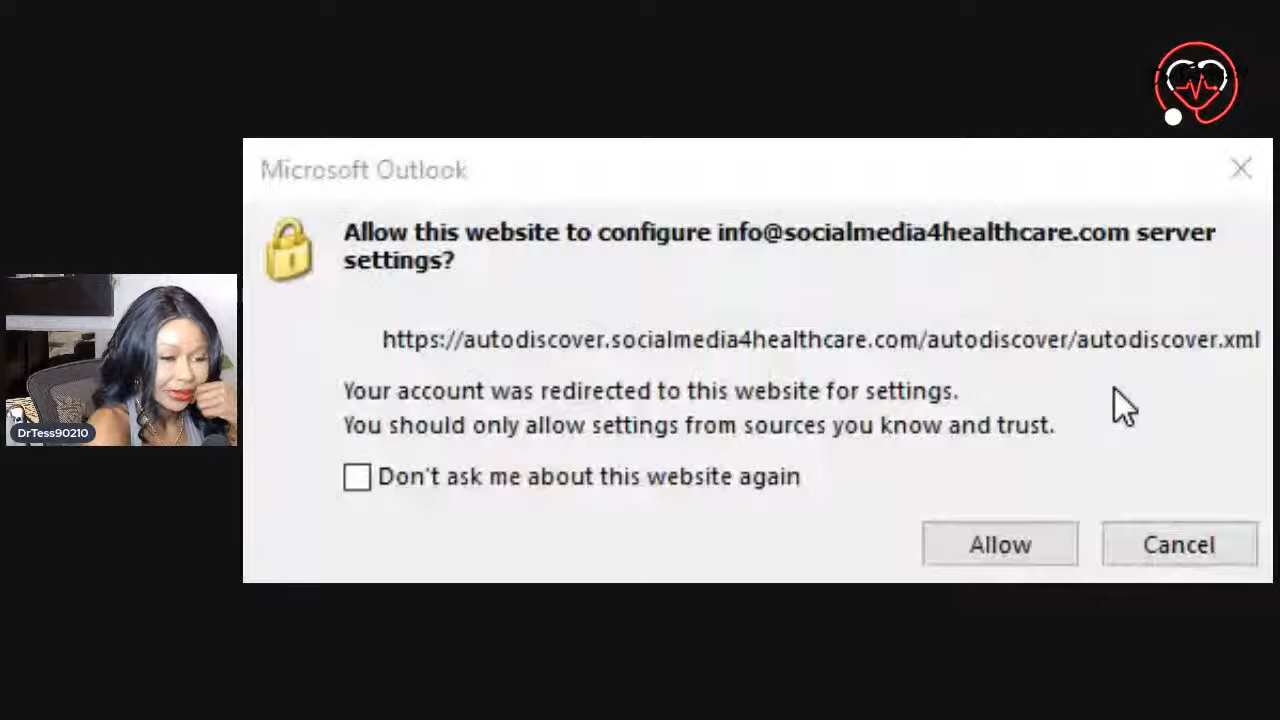 Microsoft Outlook
Allow this website to configure info@socialmedia4healthcare.com server
settings?
https://autodiscover.socialmedia4healthcare.com/autodiscover/autodiscover.xml
Your account was redirected to this website for settings.
You should only allow settings from sources you know and trust.
Don't ask me about this website again
Allow
Cancel
DrTess90210